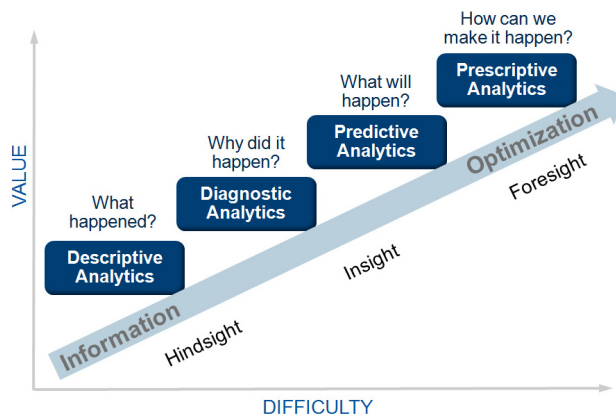 How can we
make it happen?
Prescriptive
Analytics
What will
happen?
Predictive
Analytics
Optimization
Why did it
happen?
Foresight
Diagnostic
Analytics
VALUE
What
happened?
Insight
Descriptive
Analytics
Information
Hindsight
DIFFICULTY